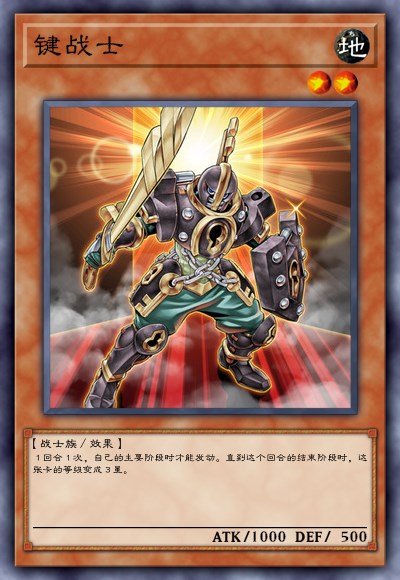 键战士
地
【战士族／效果】
1回合1次，自己的主要阶段时才能发动。直到这个回合的结束阶段时，这
张卡的等级变成3星。
ATK/1000 DEF/ 500